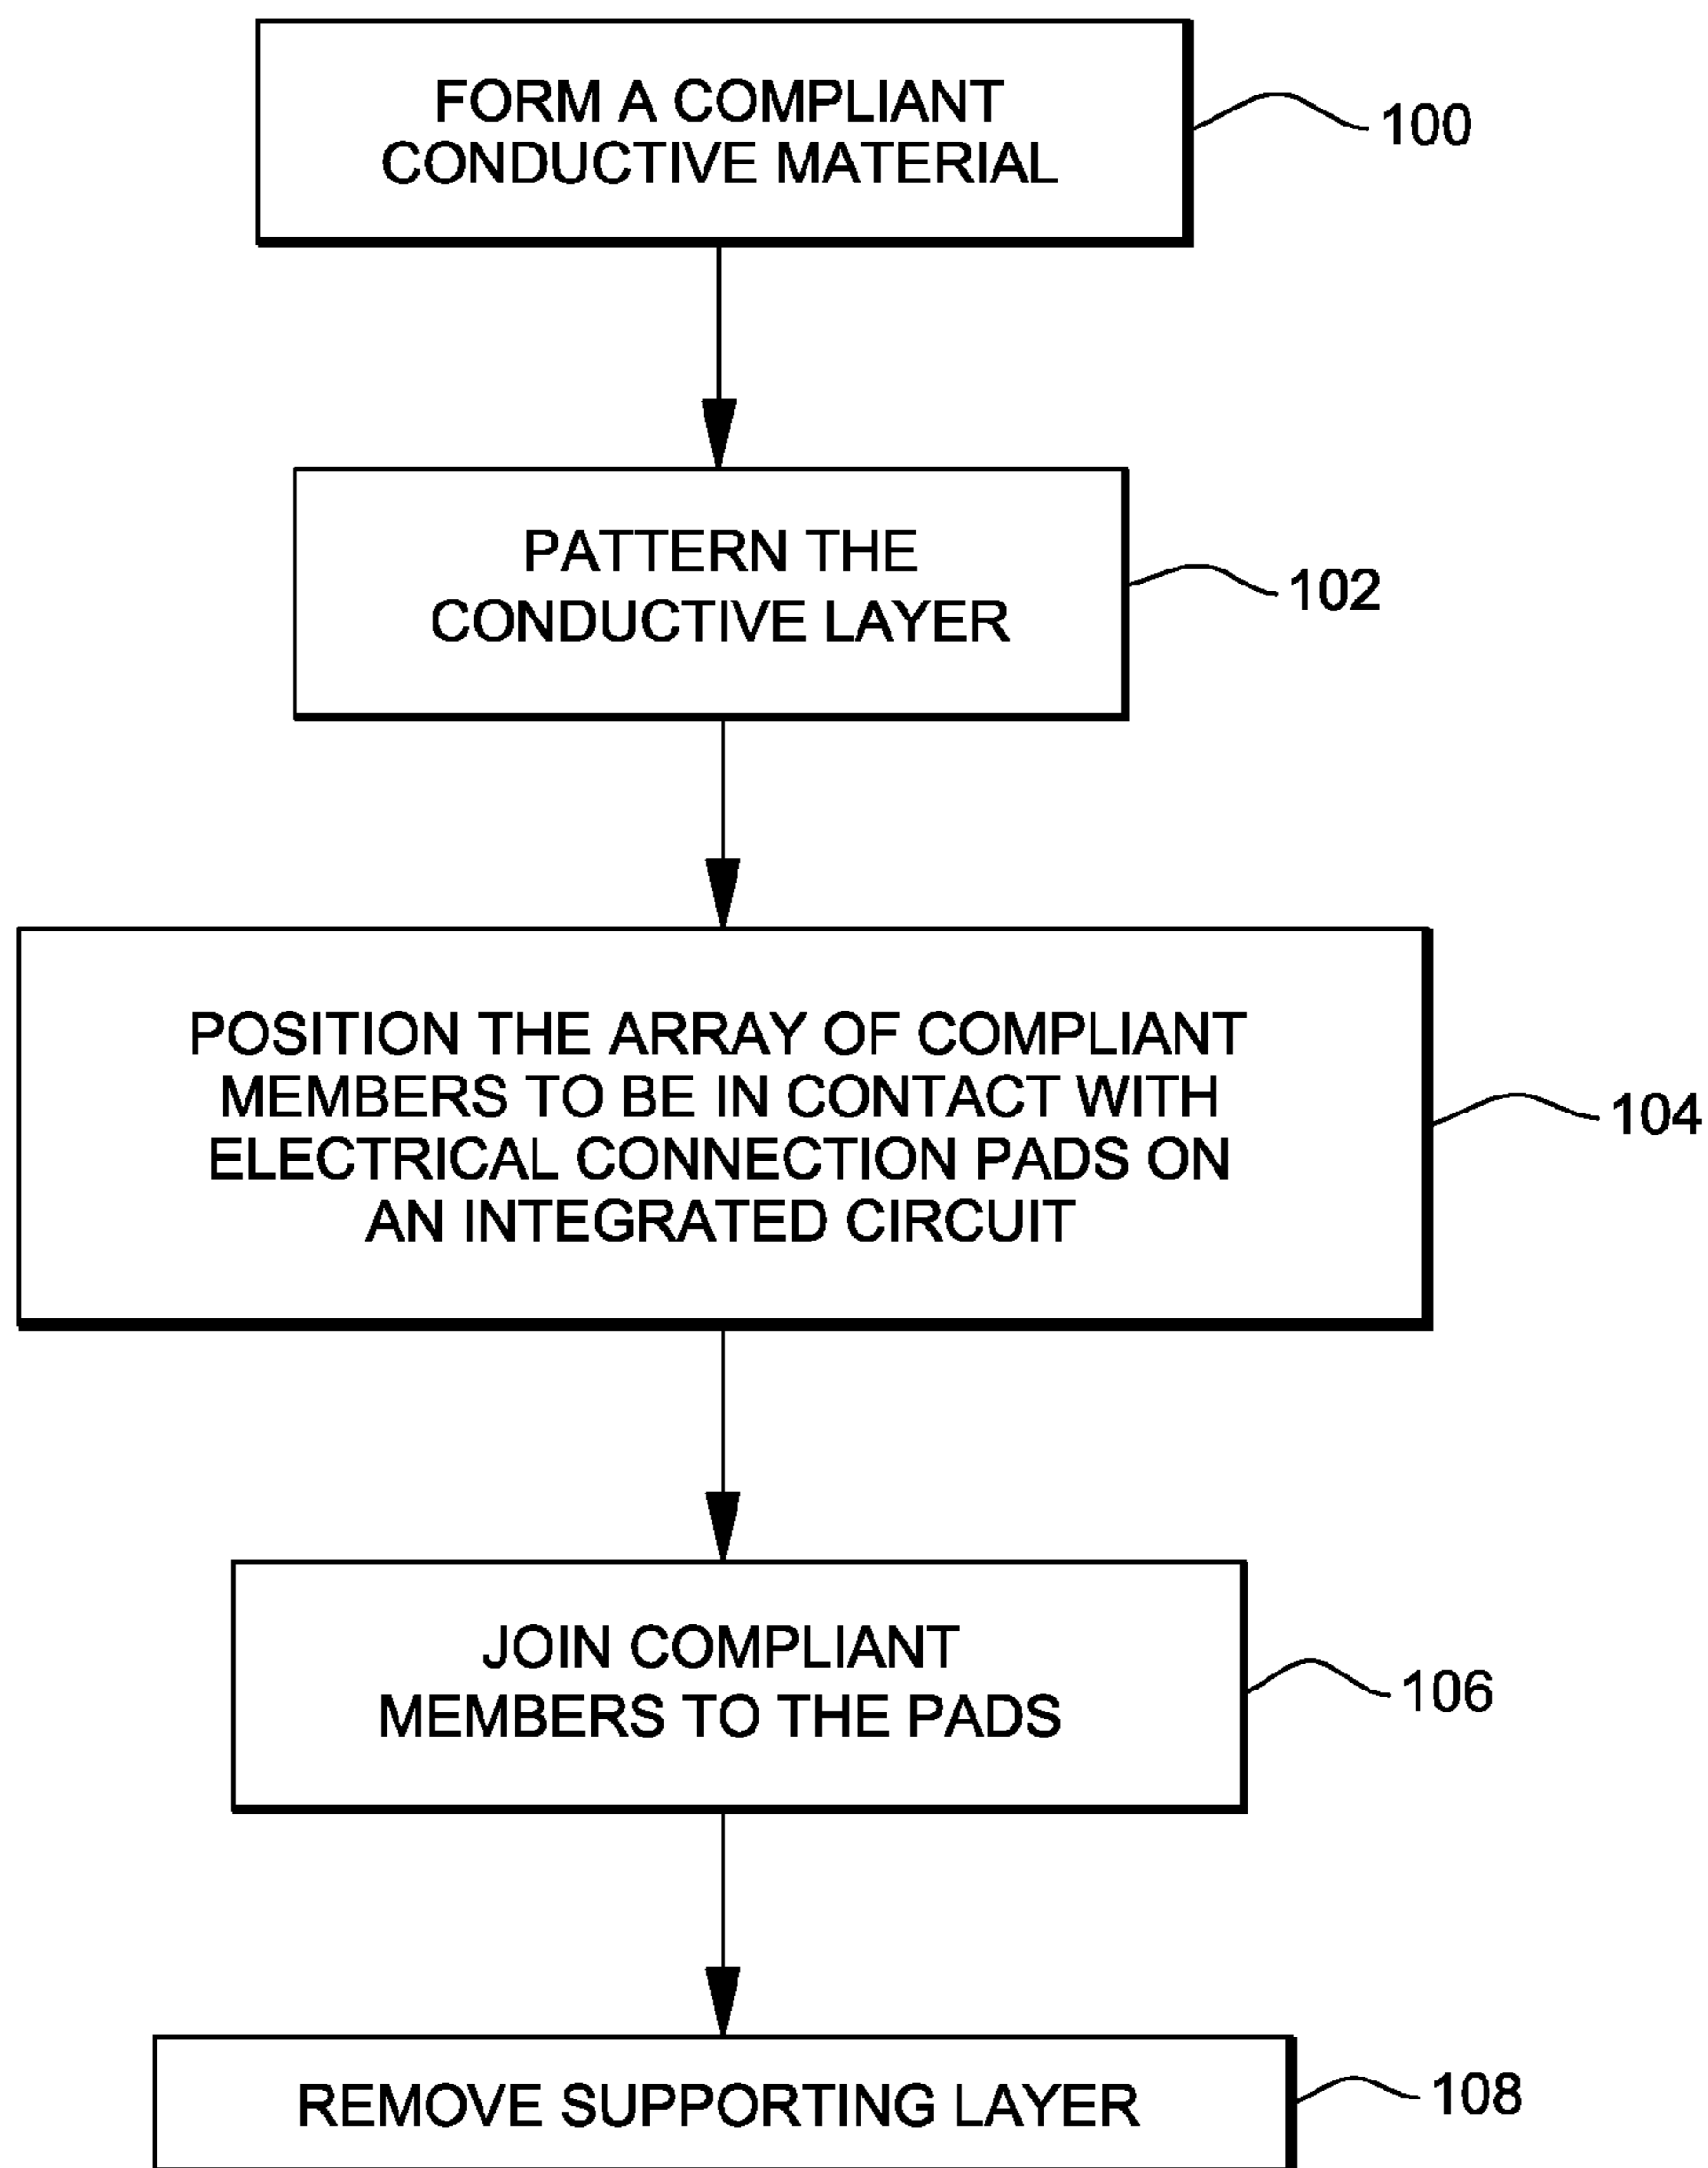 FORM A COMPLIANT
CONDUCTIVE MATERIAL
100
PATTERN THE
CONDUCTIVE LAYER
102
POSITION THE ARRAY OF COMPLIANT
MEMBERS TO BE IN CONTACT WITH
ELECTRICAL CONNECTION PADS ON
AN INTEGRATED CIRCUIT
104
JOIN COMPLIANT
MEMBERS TO THE PADS
106
REMOVE SUPPORTING LAYER
108